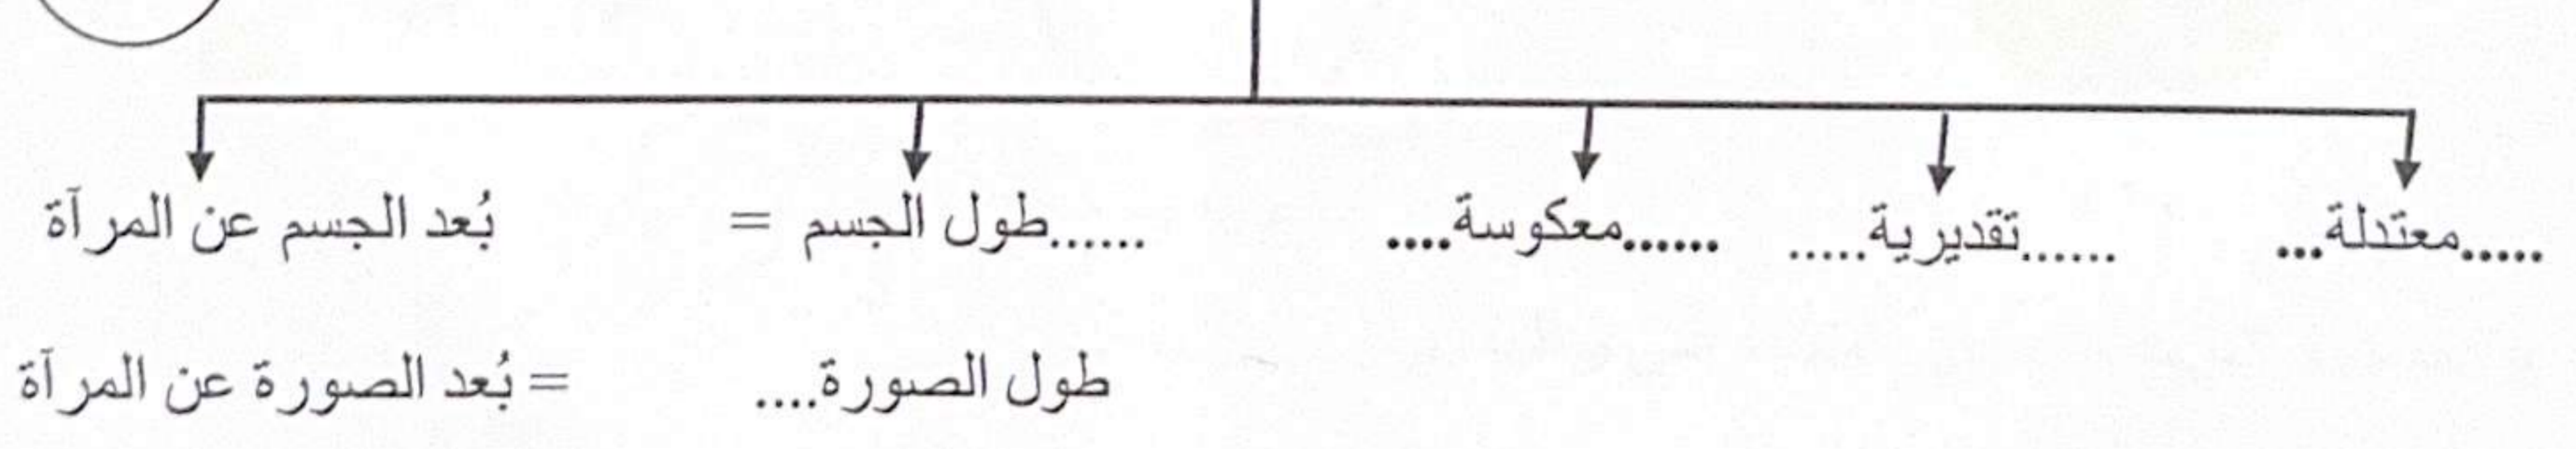 .....معتدلة... ......تقديرية..... ......معكوسة.... ......طول الجسم = بُعد الجسم عن المرآة
طول الصورة.... = بُعد الصورة عن المرآة